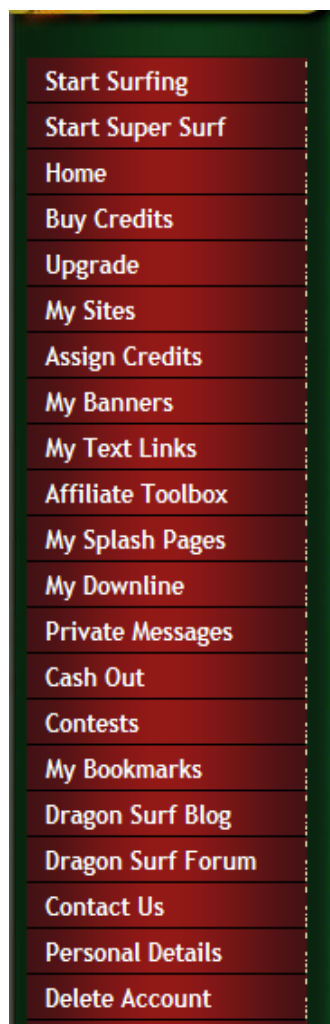 Start Surfing
Start Super Surf
Home
Buy Credits
Upgrade
My Sites
Assign Credits
My Banners
My Text Links
Affiliate Toolbox
My Splash Pages
My Downline
Private Messages
Cash Out
Contests
My Bookmarks
Dragon Surf Blog
Dragon Surf Forum
Contact Us
Personal Details
Delete Account